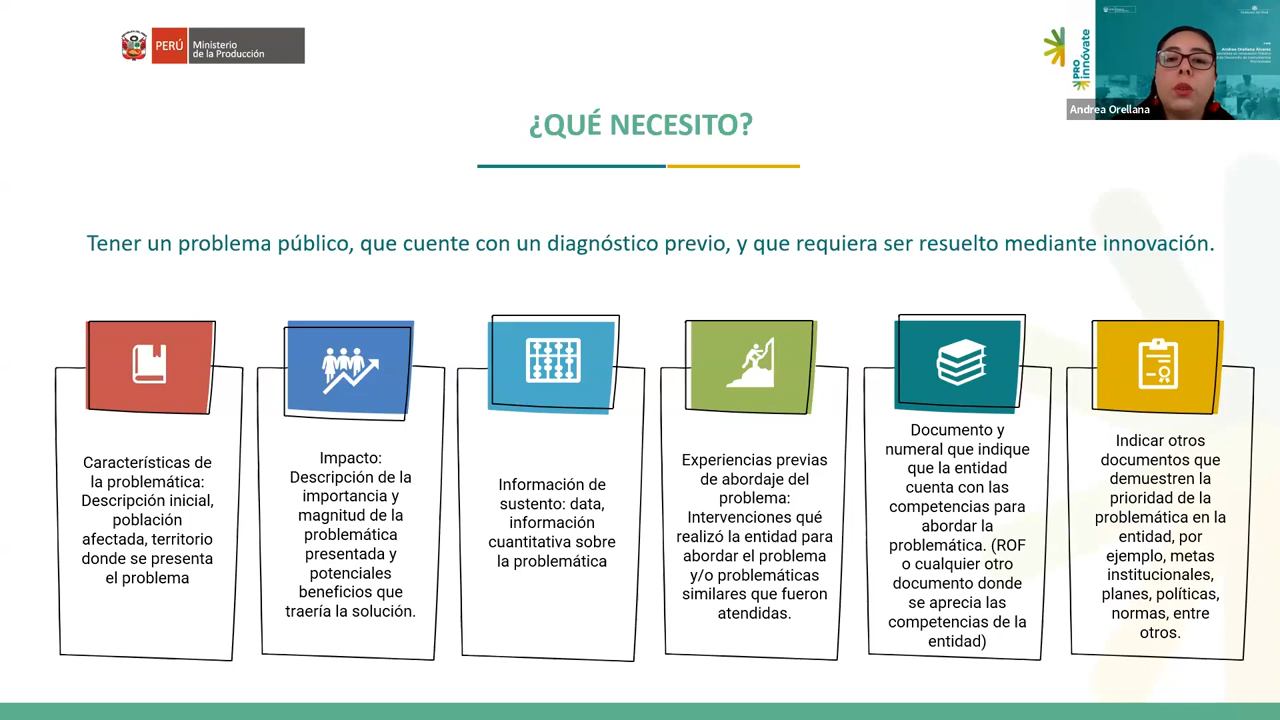 PERÚ
Ministerio
de la Producción
PRO
innóvate
Andrea Orellana Álvarez
Andrea Orellana
¿QUÉ NECESITO?
Tener un problema público, que cuente con un diagnóstico previo, y que requiera ser resuelto mediante innovación.
Características de
la problemática:
Descripción inicial,
población
afectada, territorio
donde se presenta
el problema
Impacto:
Descripción de la
importancia y
magnitud de la
problemática
presentada y
potenciales
beneficios que
traería la solución.
Información de
sustento: data,
información
cuantitativa sobre
la problemática
Experiencias previas
de abordaje del
problema:
Intervenciones qué
realizó la entidad para
abordar el problema
y/o problemáticas
similares que fueron
atendidas.
Documento y
numeral que indique
que la entidad
cuenta con las
competencias para
abordar la
problemática. (ROF
o cualquier otro
documento donde
se aprecia las
competencias de la
entidad)
Indicar otros
documentos que
demuestren la
prioridad de la
problemática en la
entidad, por
ejemplo, metas
institucionales,
planes, políticas,
normas, entre
otros.